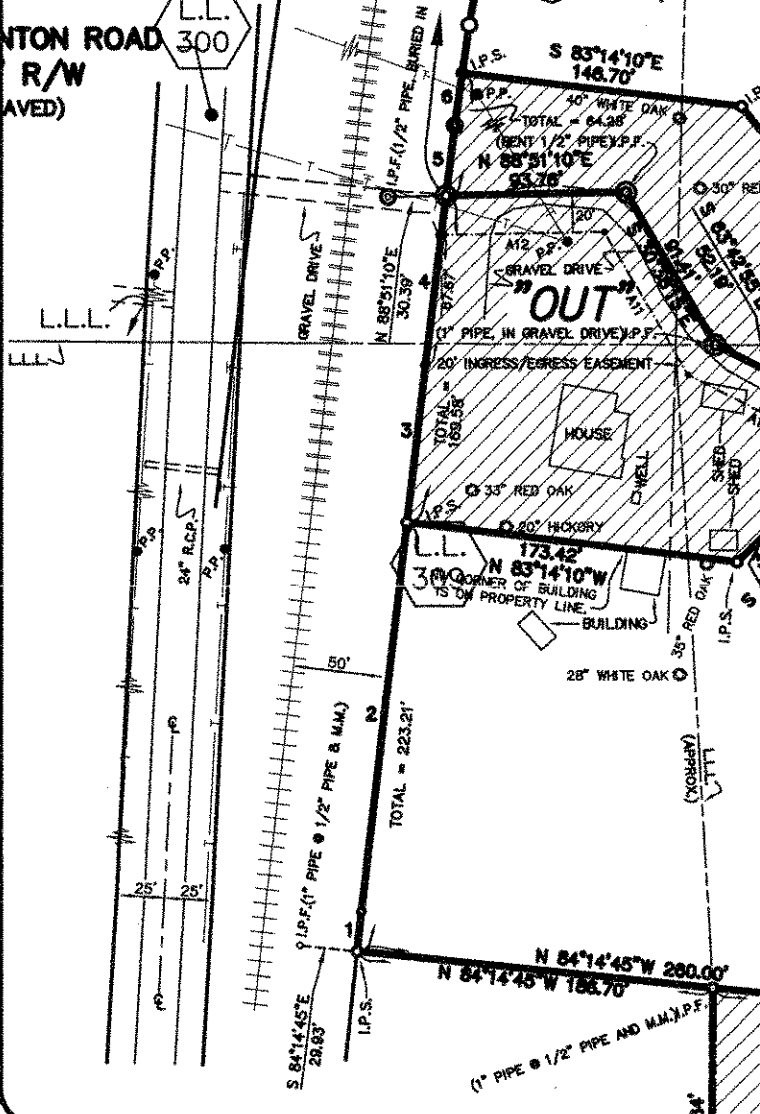 L.L.
300
NTON ROAD
R/W
AVED)
I.P.F.(1/2" PIPE, BURIED IN
I.P.S.
S 83°14'10"E
146.70'
P.P.
40" WHITE OAK
6
TOTAL = 64.28'
(BENT 1/2" PIPE)I.P.F.
5
N 88°51'10"E
93.76'
30" RE
20'
A12
P.P.
GRAVEL DRIVE
GRAVEL DRIVE
"OUT"
A11
91.41'
P.P.
N 88°51'10"E
30.39'
4
L.L.L.
(1" PIPE, IN GRAVEL DRIVE)I.P.F.
20' INGRESS/EGRESS EASEMENT
3
TOTAL =
169.58'
HOUSE
WELL
SHED
SHED
33" RED OAK
I.P.S.
20" HICKORY
24" R.C.P.
P.P.
P.P.
L.L.
173.42'
N 83°14'10"W
CORNER OF BUILDING
IS ON PROPERTY LINE.
BUILDING
35" RED OAK
I.P.S.
S
28" WHITE OAK
50'
2
TOTAL = 223.21'
I.P.F.(1" PIPE @ 1/2" PIPE & M.M.)
L.L.L.
(APPROX.)
25'
25'
1
N 84°14'45"W 260.00'
N 84°14'45"W 186.70'
I.P.S.
S 84°14'45"E
29.93'
(1" PIPE @ 1/2" PIPE AND M.M.)I.P.F.